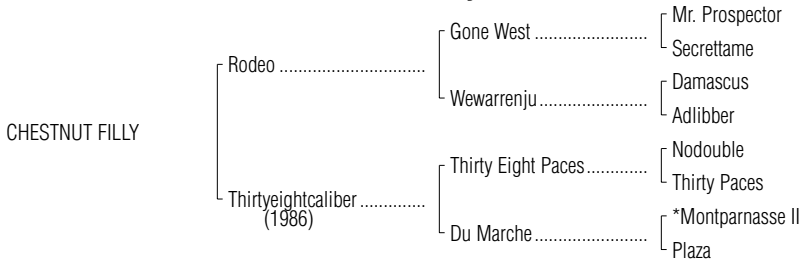 Mr. Prospector
Gone West ........................
Secrettame
Rodeo ...............................
Damascus
Wewarrenju.......................
Adlibber
CHESTNUT FILLY
Nodouble
Thirty Eight Paces.............
Thirty Paces
Thirtyeightcaliber ..............
(1986)
*Montparnasse II
Du Marche........................
Plaza